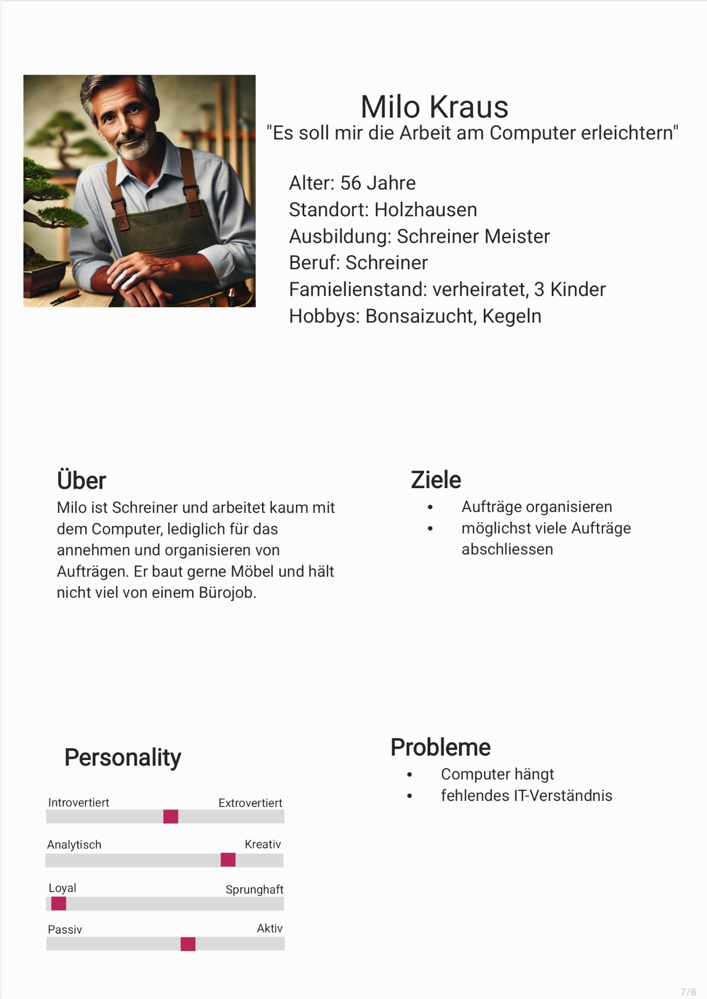 Milo Kraus
"Es soll mir die Arbeit am Computer erleichtern"
Alter: 56 Jahre
Standort: Holzhausen
Ausbildung: Schreiner Meister
Beruf: Schreiner
Famielienstand: verheiratet, 3 Kinder
Hobbys: Bonsaizucht, Kegeln
Über
Milo ist Schreiner und arbeitet kaum mit
dem Computer, lediglich für das
annehmen und organisieren von
Aufträgen. Er baut gerne Möbel und hält
nicht viel von einem Bürojob.
Ziele
• Aufträge organisieren
• möglichst viele Aufträge
abschliessen
Personality
Introvertiert Extrovertiert
Analytisch Kreativ
Loyal Sprunghaft
Passiv Aktiv
Probleme
• Computer hängt
• fehlendes IT-Verständnis
7/8